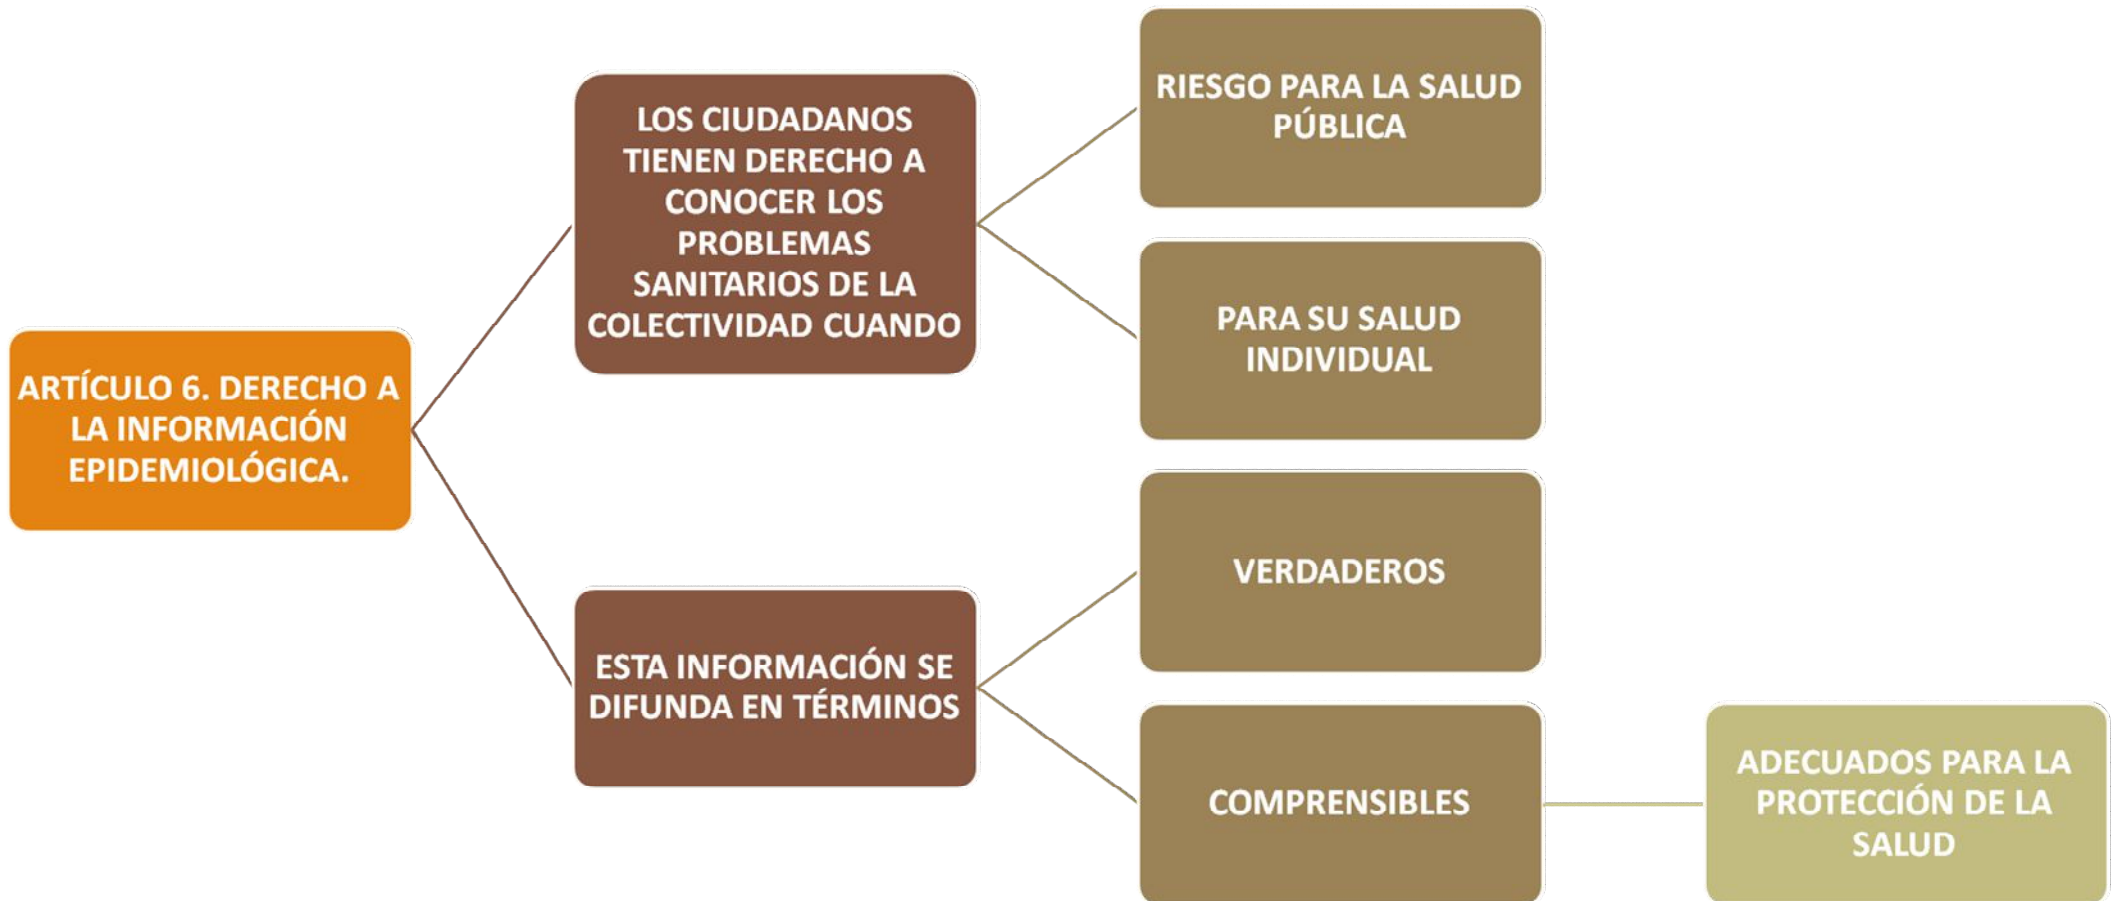 ARTÍCULO 6. DERECHO A
LA INFORMACIÓN
EPIDEMIOLÓGICA.
LOS CIUDADANOS
TIENEN DERECHO A
CONOCER LOS
PROBLEMAS
SANITARIOS DE LA
COLECTIVIDAD CUANDO
RIESGO PARA LA SALUD
PÚBLICA
PARA SU SALUD
INDIVIDUAL
ESTA INFORMACIÓN SE
DIFUNDA EN TÉRMINOS
VERDADEROS
COMPRENSIBLES
ADECUADOS PARA LA
PROTECCIÓN DE LA
SALUD